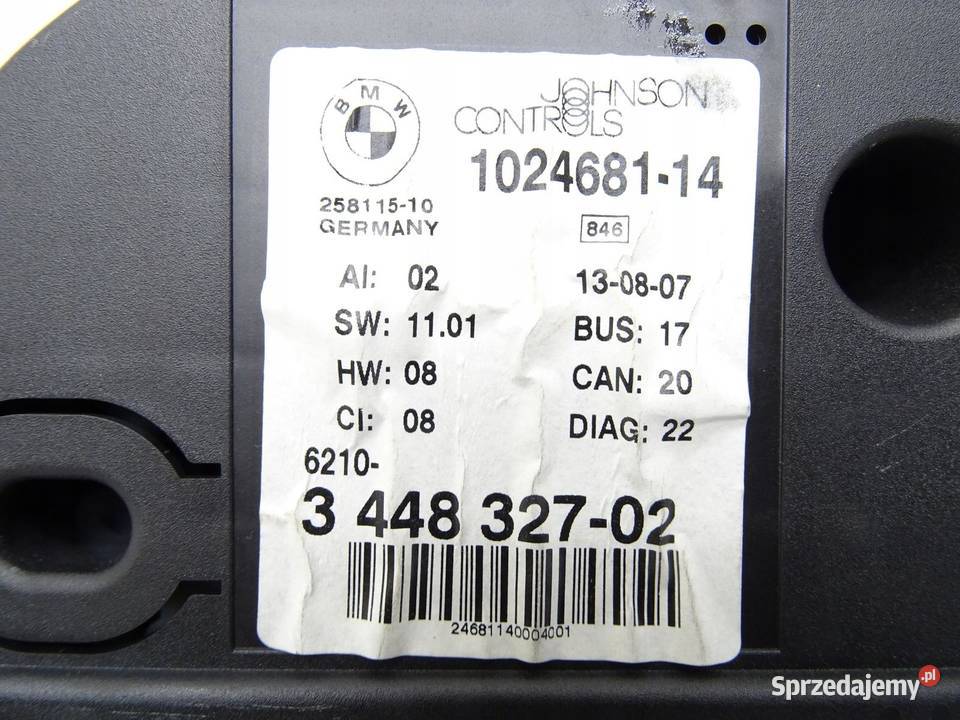 BMW
JOHNSON
CONTROLS
1024681-14
258115-10
GERMANY
846
AI: 02
13-08-07
SW: 11.01
BUS: 17
HW: 08
CAN: 20
CI: 08
DIAG: 22
6210-
3 448 327-02
24681140004001
Sprzedajemy.pl